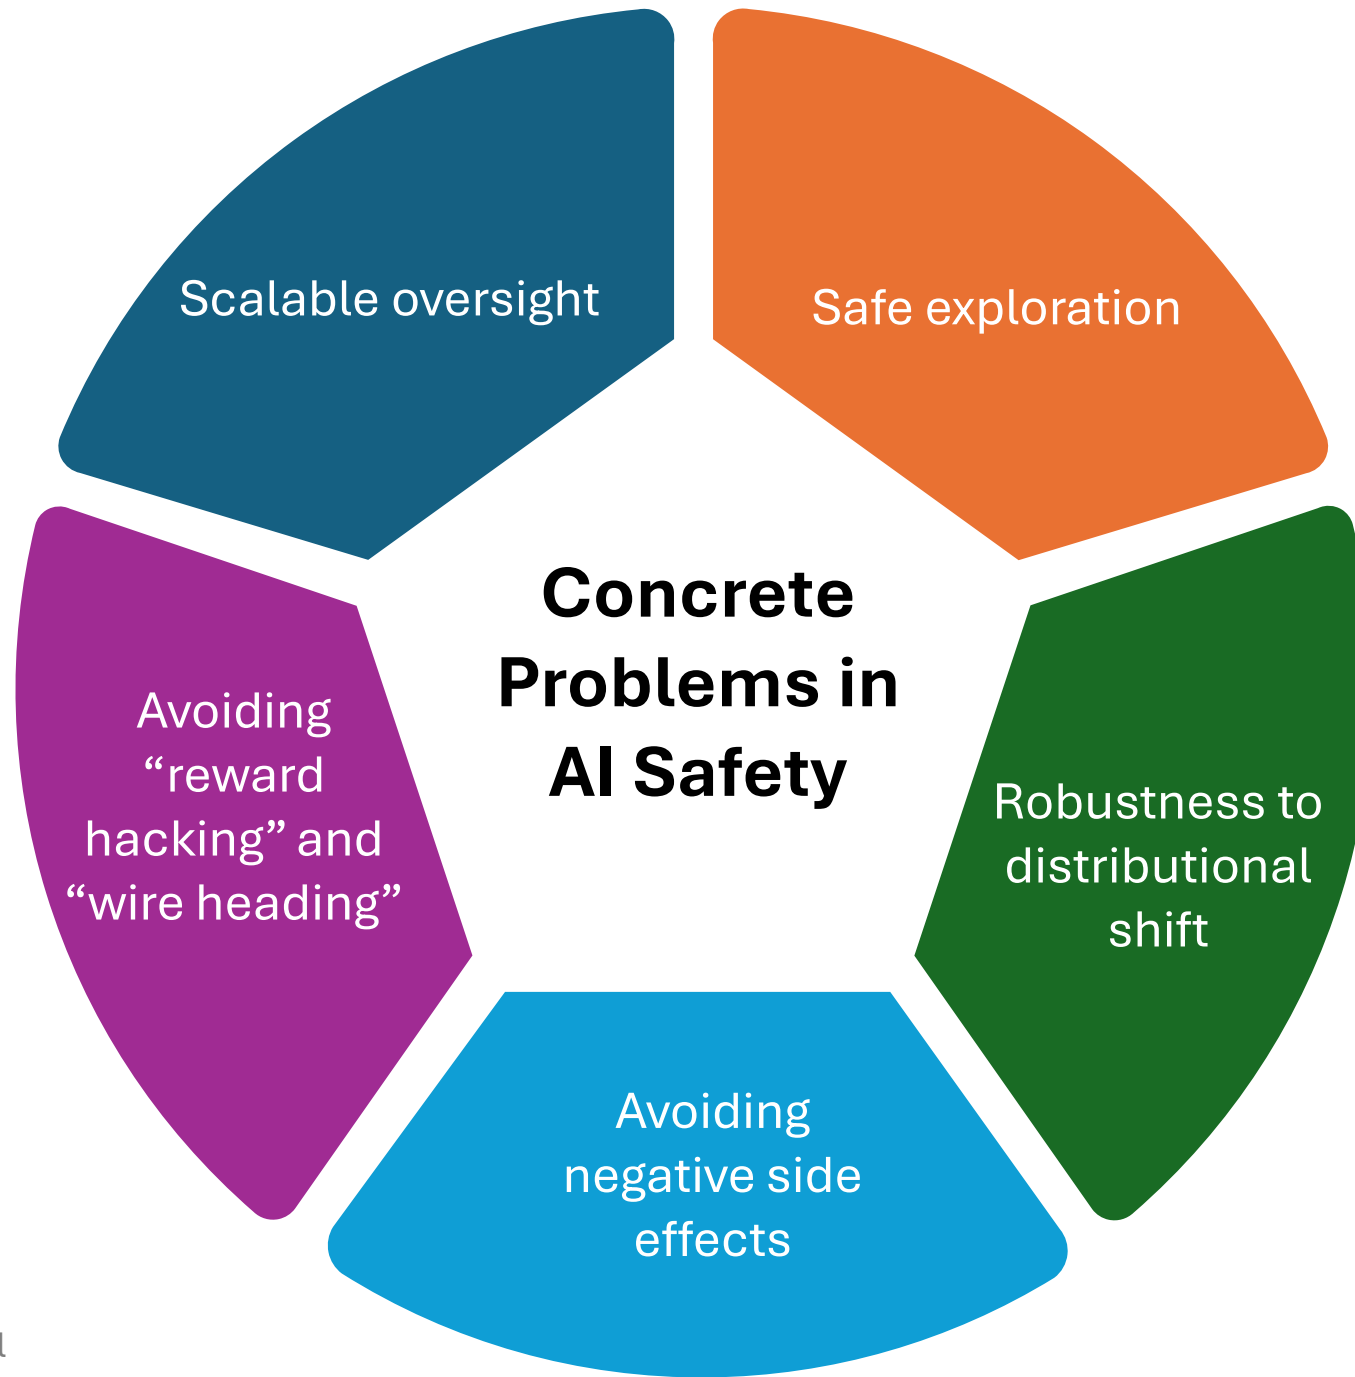 Scalable oversight
Safe exploration
Concrete
Problems in
AI Safety
Avoiding
“reward
hacking” and
“wire heading”
Robustness to
distributional
shift
Avoiding
negative side
effects